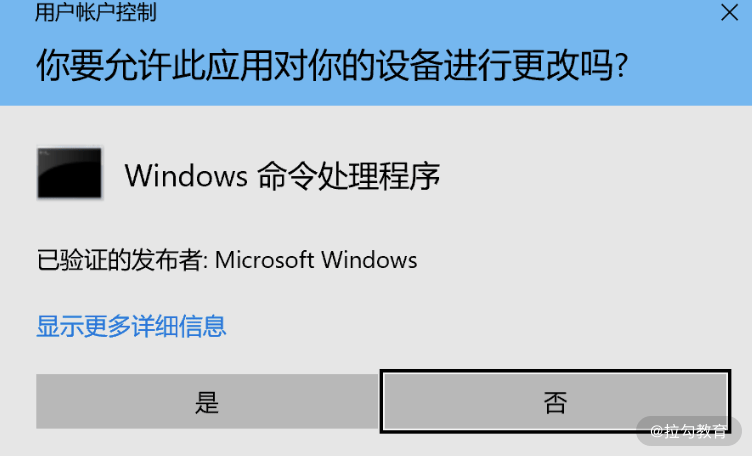 用户帐户控制
你要允许此应用对你的设备进行更改吗?
Windows 命令处理程序
已验证的发布者: Microsoft Windows
显示更多详细信息
是
否
@拉勾教育